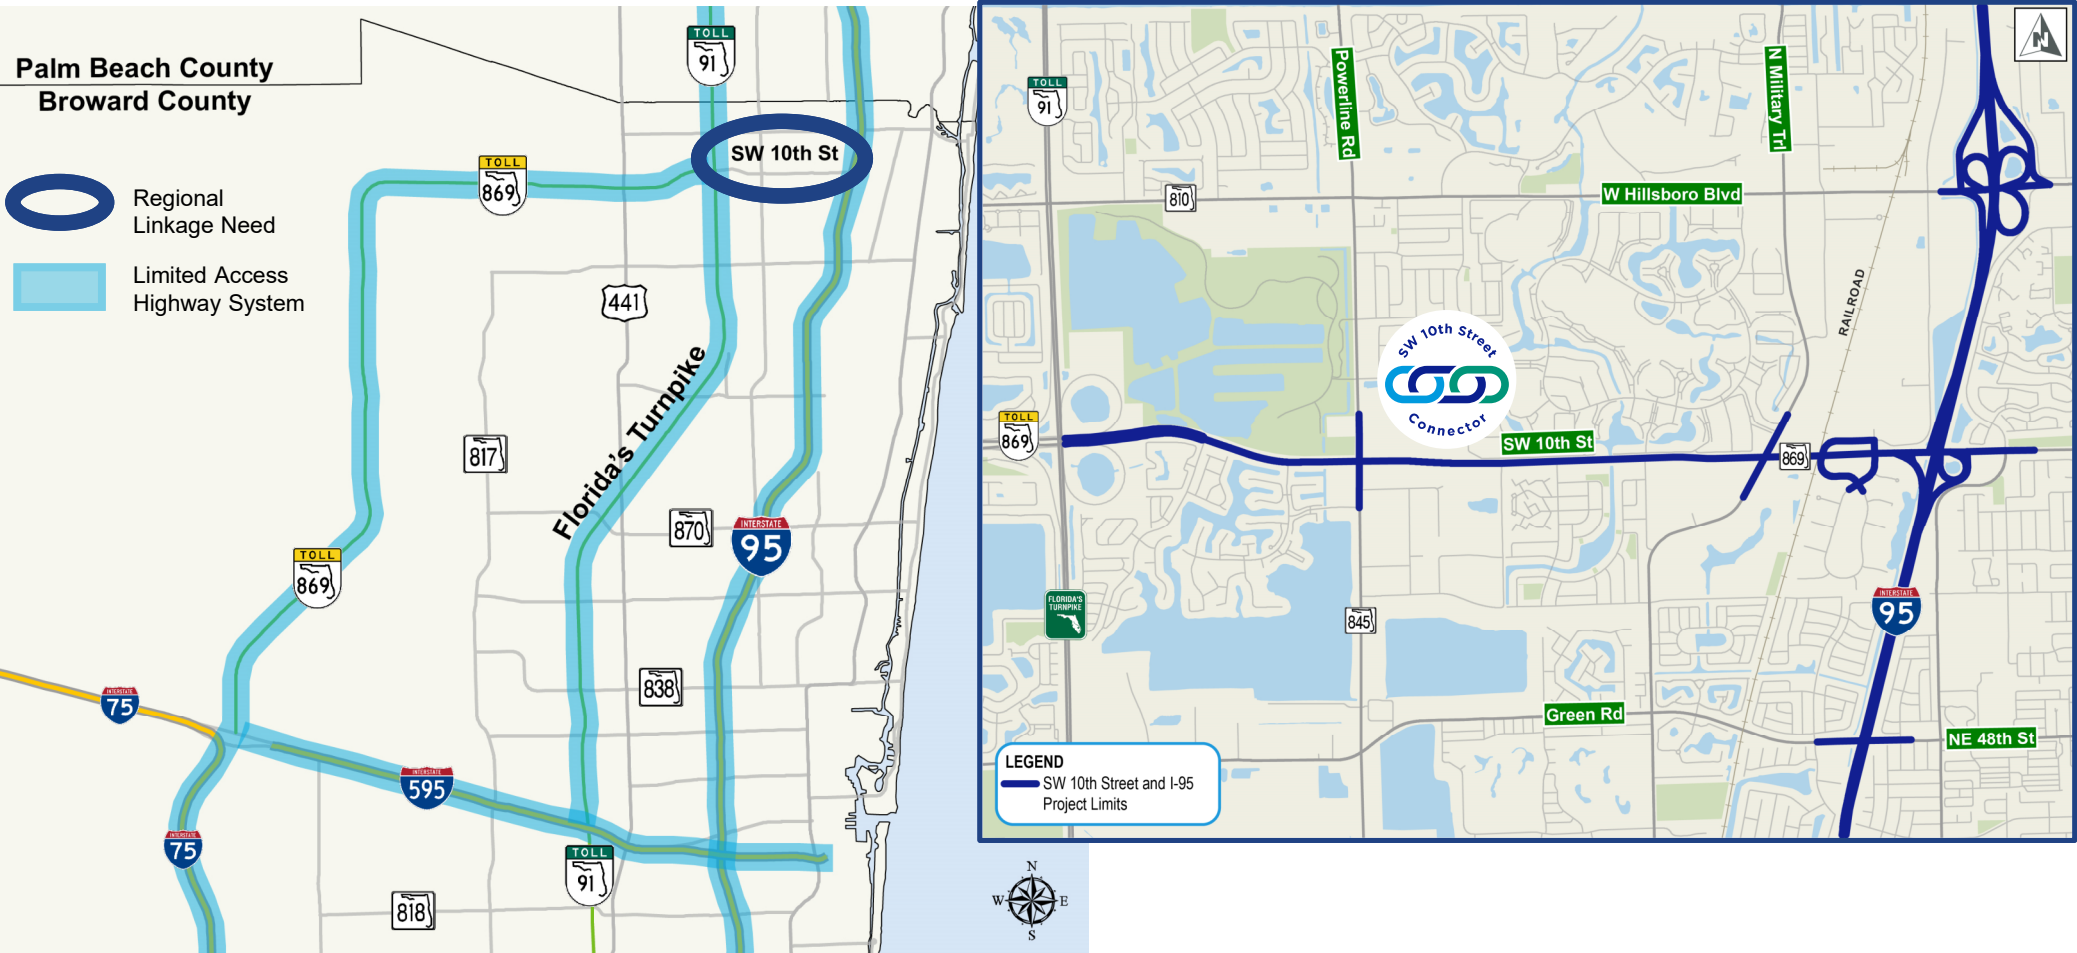 Palm Beach County
Broward County
Regional
Linkage Need
Limited Access
Highway System
TOLL
91
SW 10th St
TOLL
869
441
Florida's Turnpike
817
870
INTERSTATE
95
TOLL
869
838
INTERSTATE
75
INTERSTATE
595
INTERSTATE
75
TOLL
91
818
N
W E
S
N
TOLL
91
Powerline Rd
N Military Trl
810
W Hillsboro Blvd
RAILROAD
SW 10th Street
Connector
TOLL
869
SW 10th St
869
FLORIDA'S
TURNPIKE
845
INTERSTATE
95
Green Rd
NE 48th St
LEGEND
SW 10th Street and I-95
Project Limits